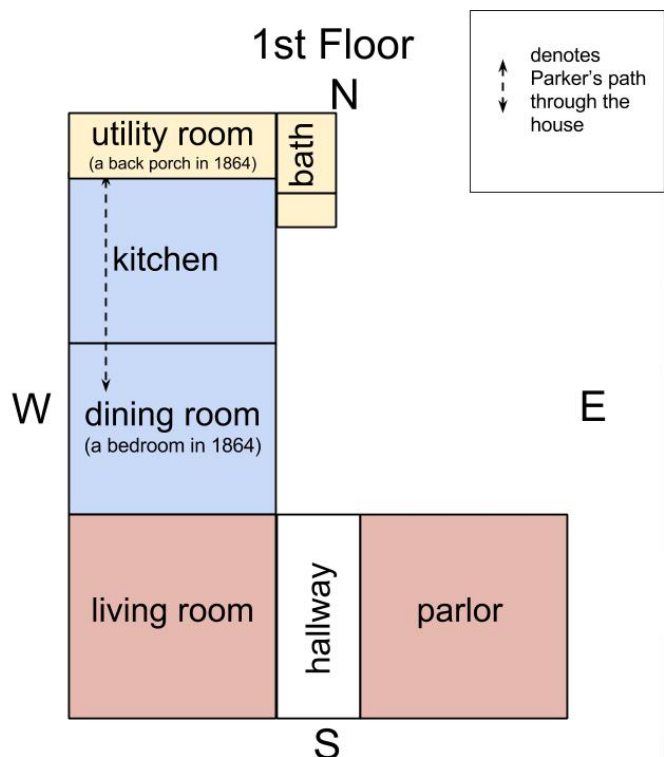 1st Floor
N
denotes
Parker's path
through the
house
utility room
(a back porch in 1864)
bath
kitchen
W
dining room
(a bedroom in 1864)
E
living room
hallway
parlor
S